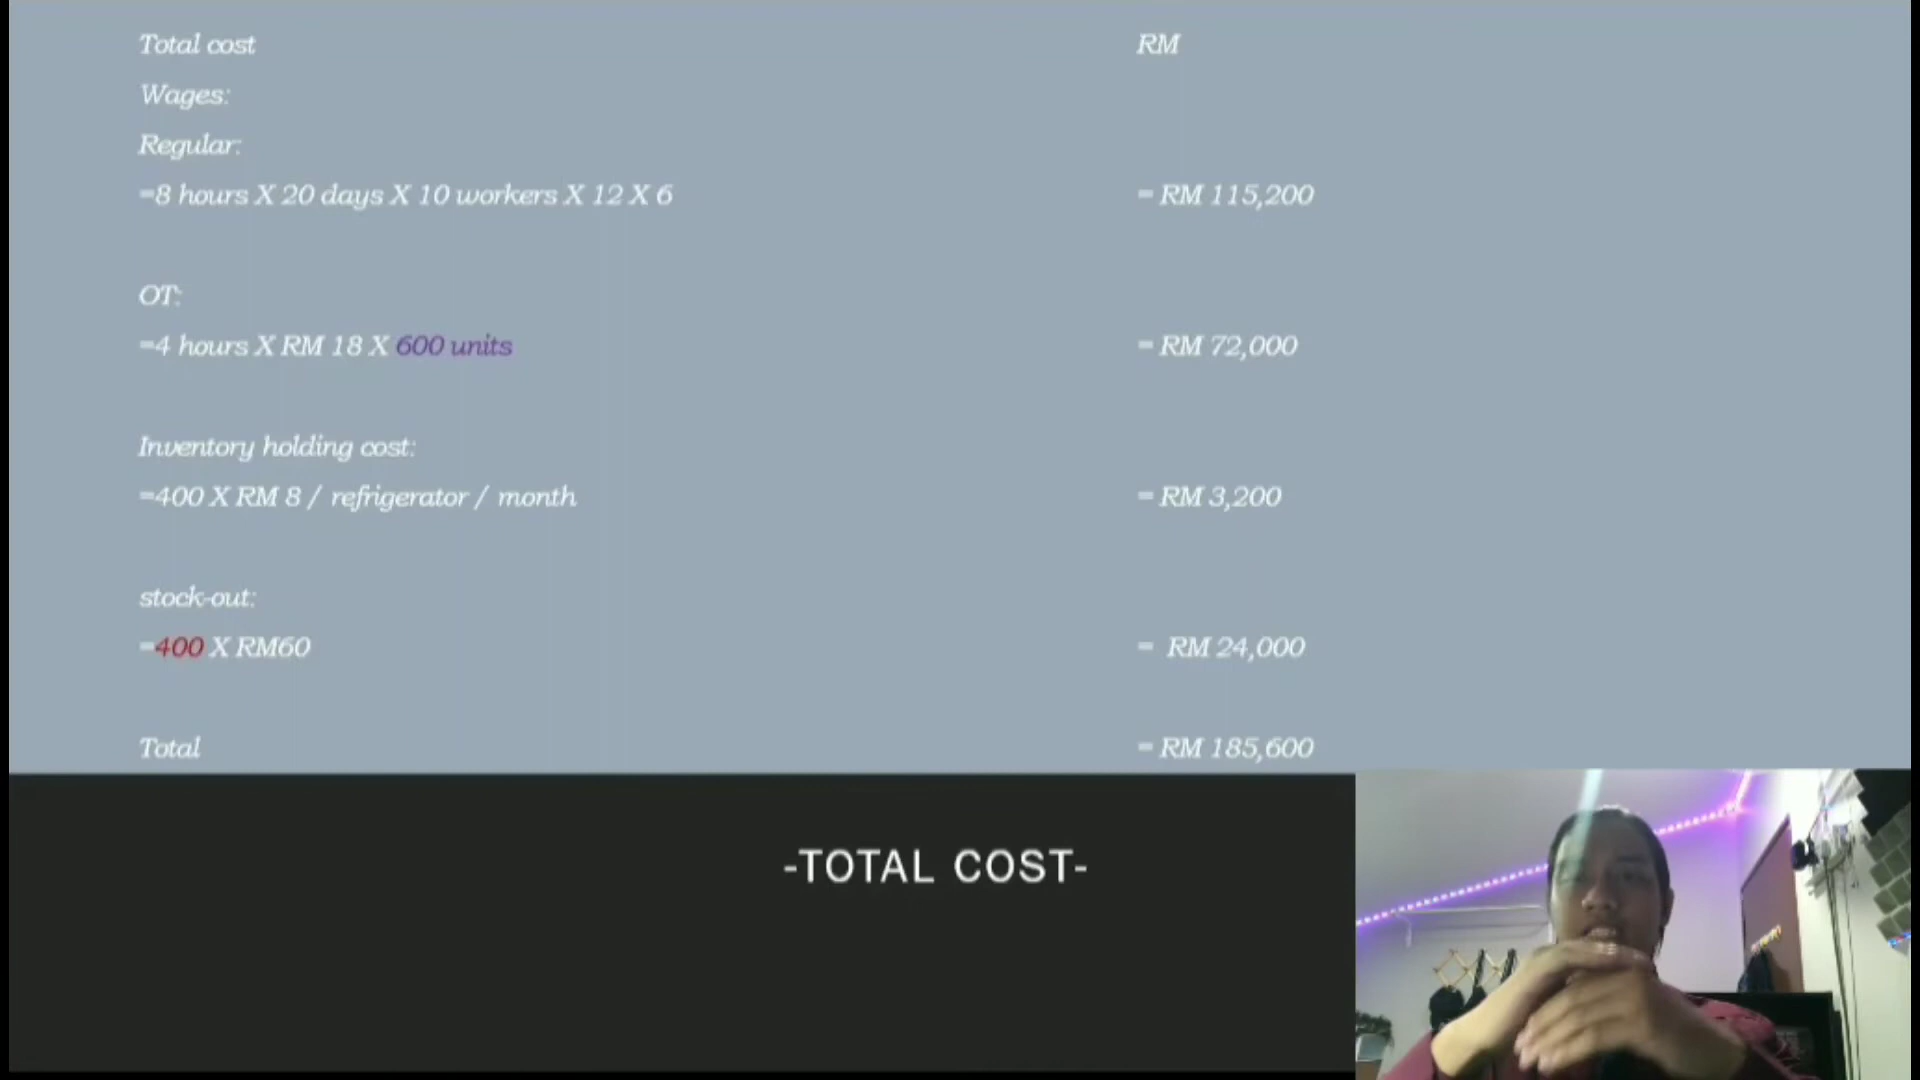 Total cost RM
Wages:
Regular:
=8 hours X 20 days X 10 workers X 12 X 6 = RM 115,200
OT:
=4 hours X RM 18 X 600 units = RM 72,000
Inventory holding cost:
=400 X RM 8 / refrigerator / month = RM 3,200
stock-out:
=400 X RM60 = RM 24,000
Total = RM 185,600
-TOTAL COST-